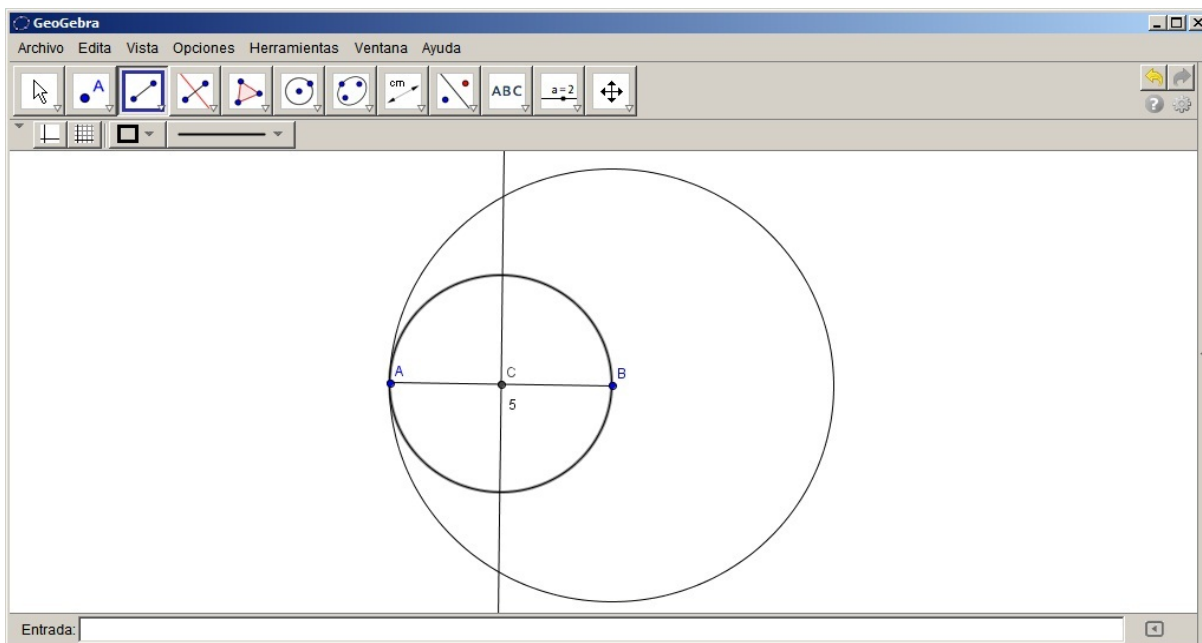 GeoGebra
Archivo Edita Vista Opciones Herramientas Ventana Ayuda
A cm ABC a=2
A C B
5
Entrada: